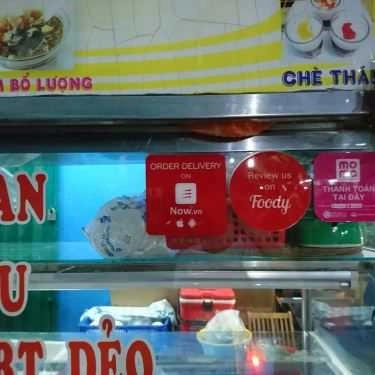 BỔ LƯỢNG
CHÈ THÁ
ORDER DELIVERY
ON
Now.vn
Review us
on
Foody
mo
mo
THANH TOÁN
TẠI ĐÂY
AN
U
DẺO